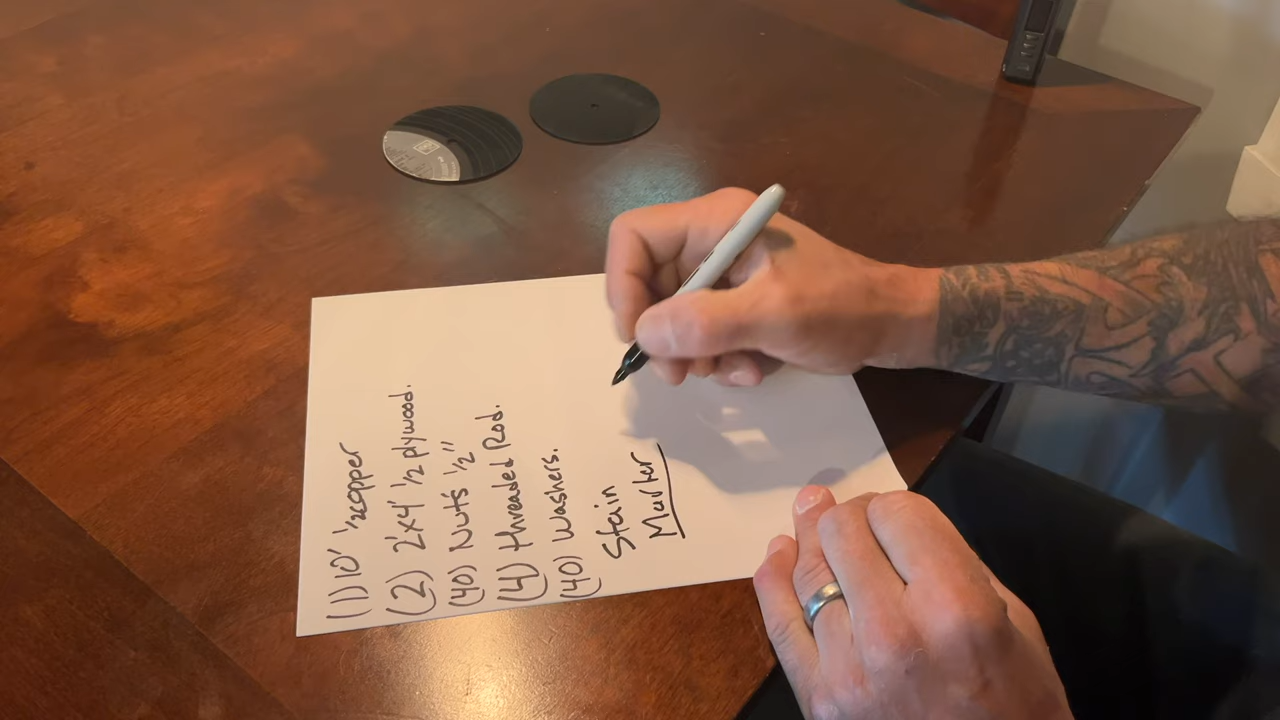 (1) 10' 1/2 copper
(2) 2'x4' 1/2 plywood.
(40) Nuts 1/2"
(4) threaded Rod.
(40) Washers.
Stain
Marker